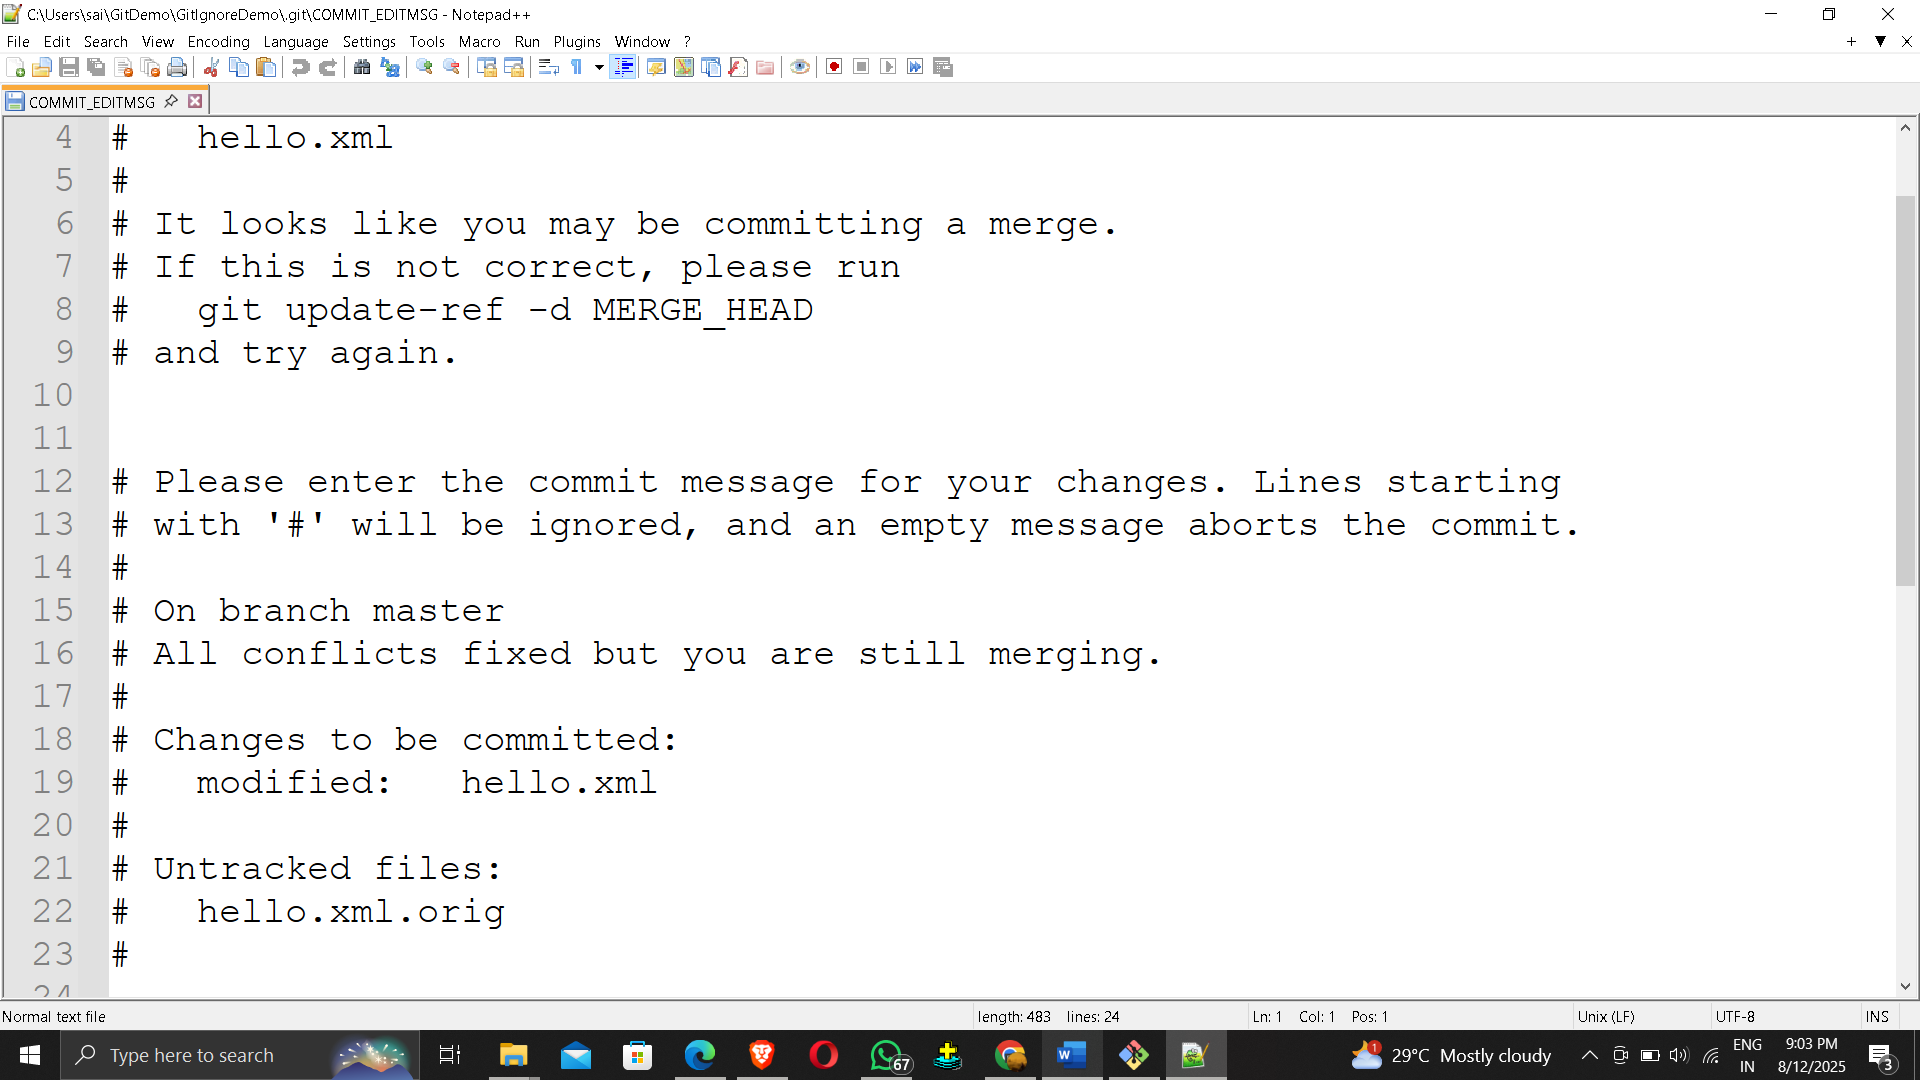 C:\Users\sai\GitDemo\GitIgnoreDemo\.git\COMMIT_EDITMSG - Notepad++
File Edit Search View Encoding Language Settings Tools Macro Run Plugins Window ?
COMMIT_EDITMSG
4 #   hello.xml
5 #
6 # It looks like you may be committing a merge.
7 # If this is not correct, please run
8 #   git update-ref -d MERGE_HEAD
9 # and try again.
10
11
12 # Please enter the commit message for your changes. Lines starting
13 # with '#' will be ignored, and an empty message aborts the commit.
14 #
15 # On branch master
16 # All conflicts fixed but you are still merging.
17 #
18 # Changes to be committed:
19 #   modified:   hello.xml
20 #
21 # Untracked files:
22 #   hello.xml.orig
23 #
24
Normal text file length: 483 lines: 24 Ln: 1 Col: 1 Pos: 1 Unix (LF) UTF-8 INS
Type here to search 67 1 29°C Mostly cloudy ENG IN 9:03 PM 8/12/2025 3